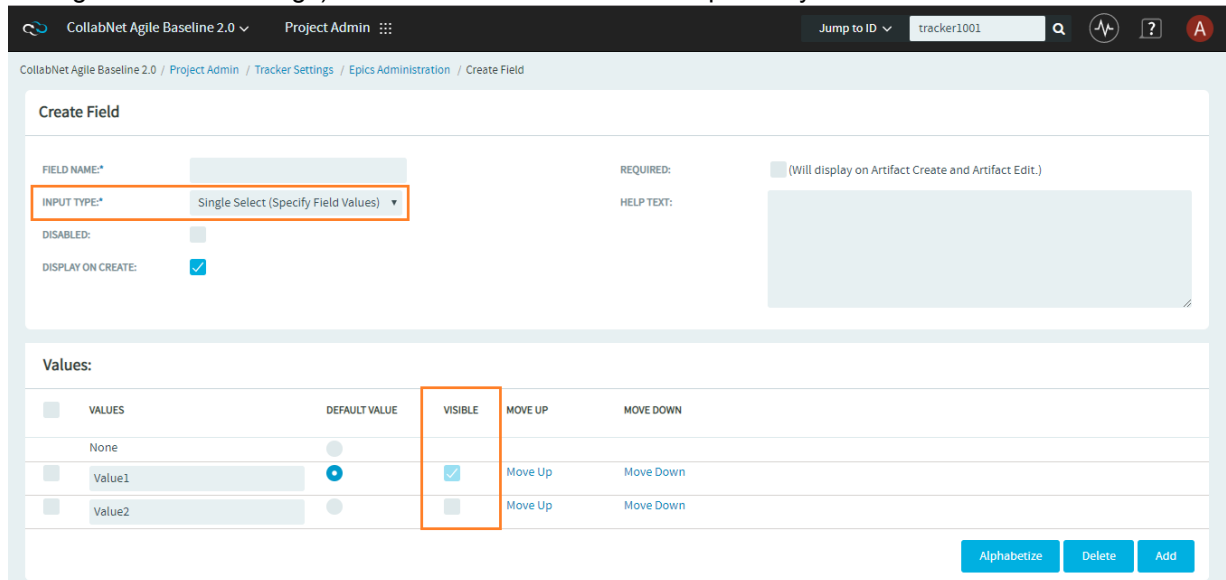 CollabNet Agile Baseline 2.0 Project Admin Jump to ID tracker1001 ? A
CollabNet Agile Baseline 2.0 / Project Admin / Tracker Settings / Epics Administration / Create Field
Create Field
FIELD NAME:* REQUIRED: (Will display on Artifact Create and Artifact Edit.)
INPUT TYPE:* Single Select (Specify Field Values) HELP TEXT:
DISABLED:
DISPLAY ON CREATE:
Values:
VALUES DEFAULT VALUE VISIBLE MOVE UP MOVE DOWN
None
Value1 Move Up Move Down
Value2 Move Up Move Down
Alphabetize Delete Add